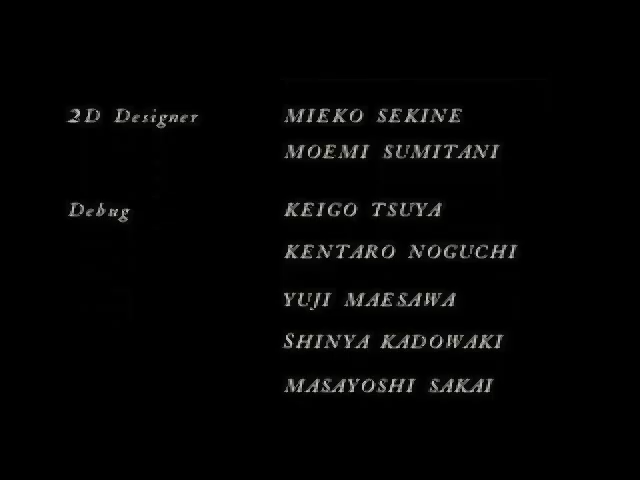 2D Designer MIEKO SEKINE
MOEMI SUMITANI
Debug KEIGO TSUYA
KENTARO NOGUCHI
YUJI MAESAWA
SHINYA KADOWAKI
MASAYOSHI SAKAI